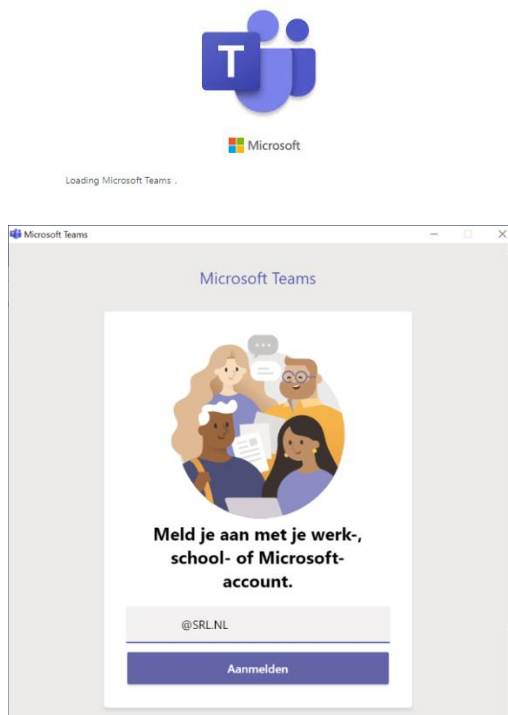 T
Microsoft
Loading Microsoft Teams .
Microsoft Teams
Microsoft Teams
Meld je aan met je werk-,
school- of Microsoft-
account.
@SRL.NL
Aanmelden